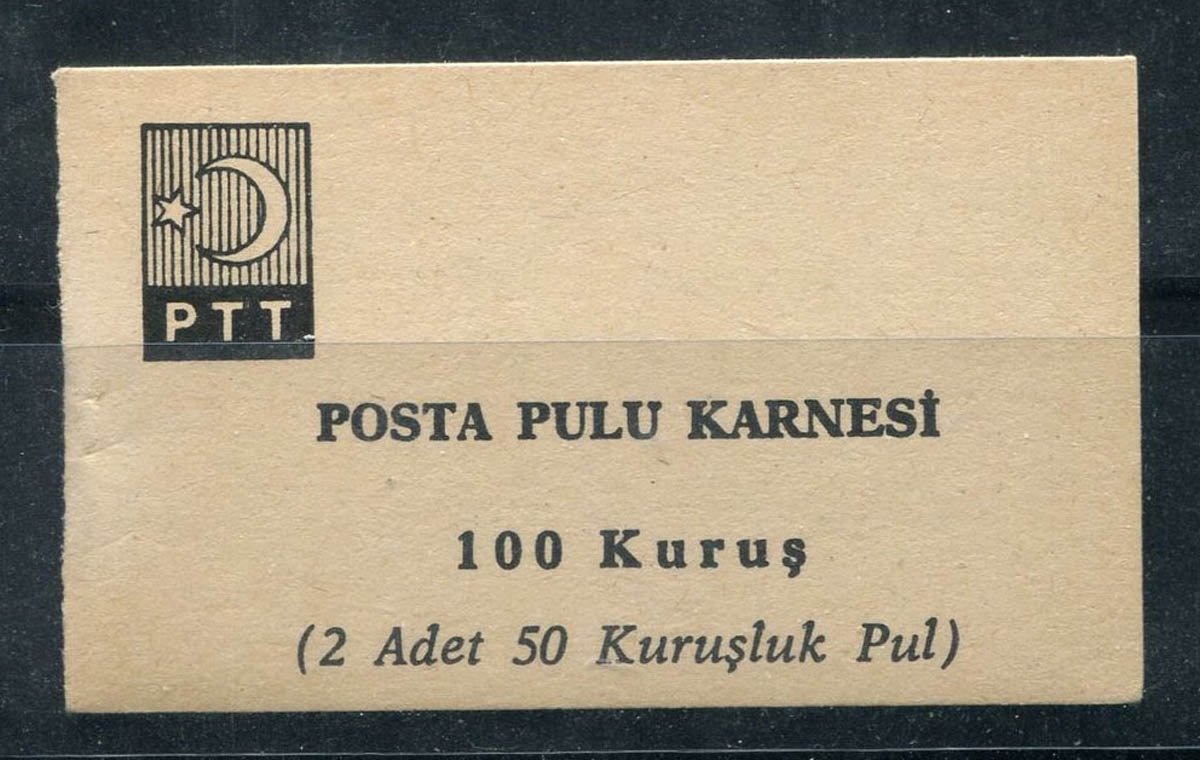 PTT
POSTA PULU KARNESİ
100 Kuruş
(2 Adet 50 Kuruşluk Pul)